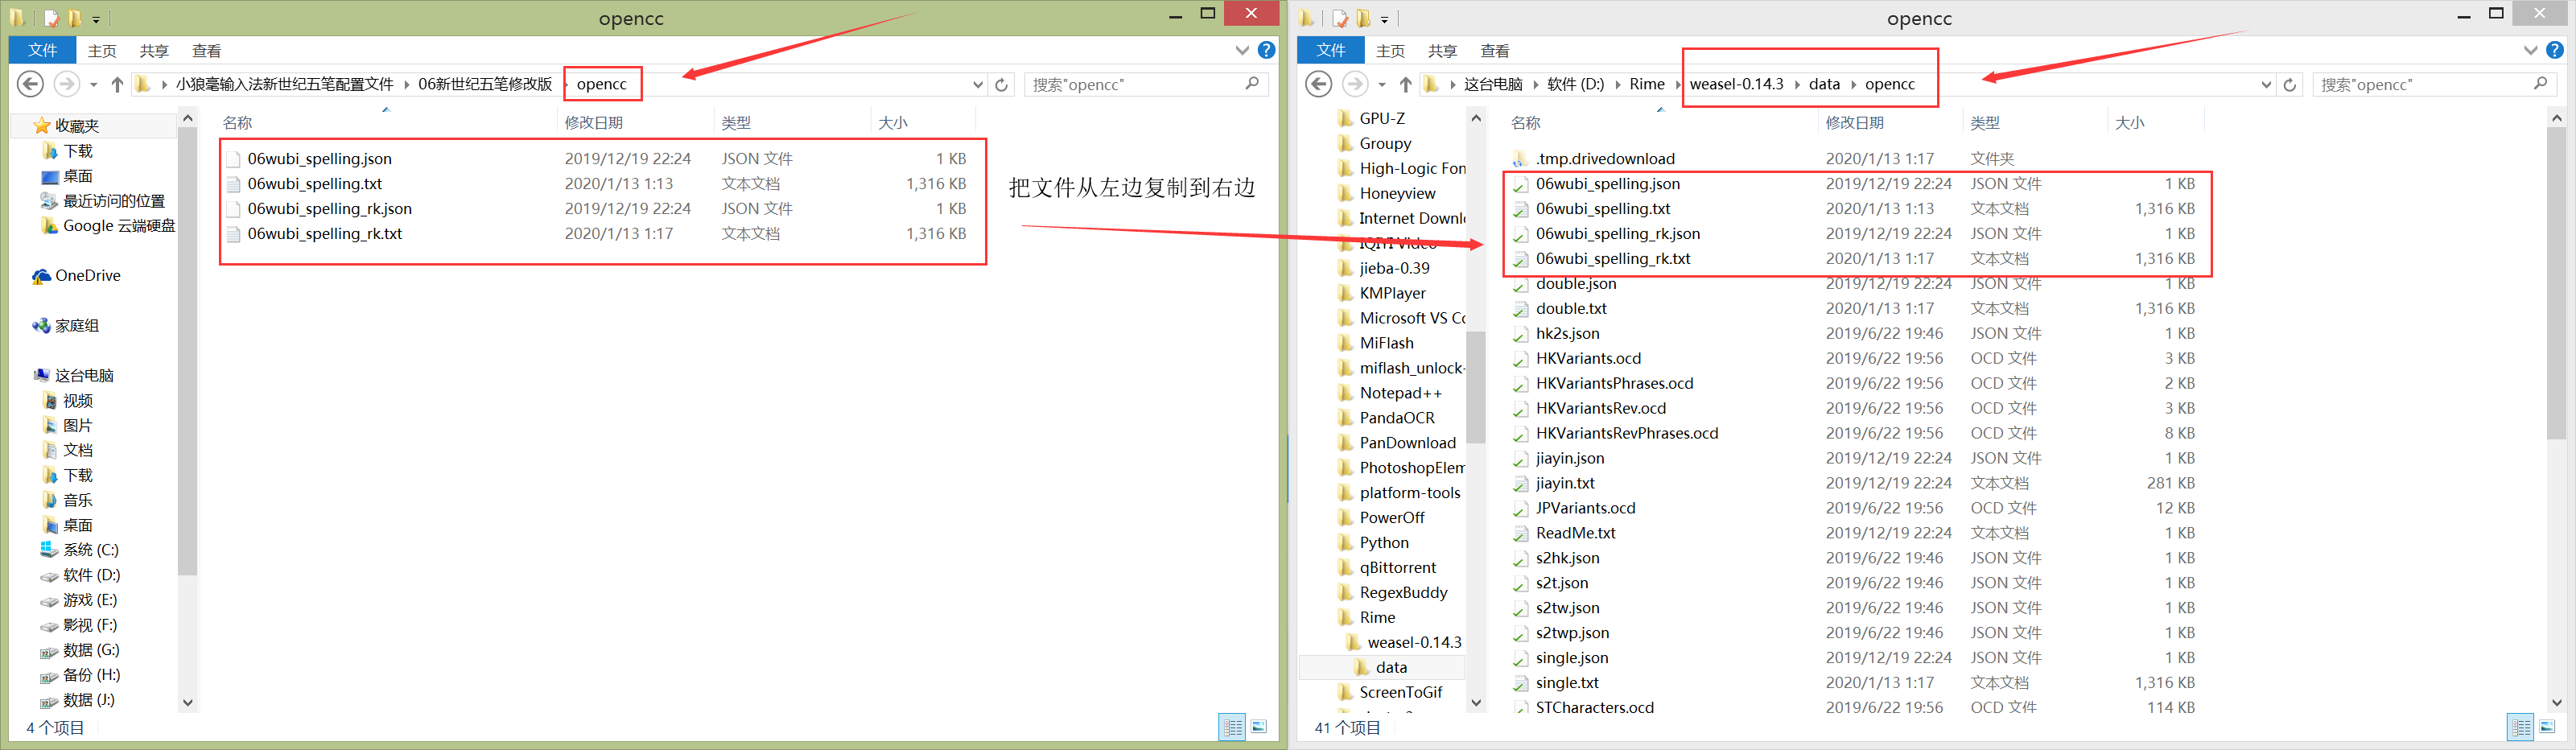 opencc
文件 主页 共享 查看
小狼毫输入法新世纪五笔配置文件 06新世纪五笔修改版 opencc 搜索"opencc"
收藏夹
下载
桌面
最近访问的位置
Google 云端硬盘
OneDrive
家庭组
这台电脑
视频
图片
文档
下载
音乐
桌面
系统 (C:)
软件 (D:)
游戏 (E:)
影视 (F:)
数据 (G:)
备份 (H:)
数据 (J:)
名称 修改日期 类型 大小
06wubi_spelling.json 2019/12/19 22:24 JSON 文件 1 KB
06wubi_spelling.txt 2020/1/13 1:13 文本文档 1,316 KB
06wubi_spelling_rk.json 2019/12/19 22:24 JSON 文件 1 KB
06wubi_spelling_rk.txt 2020/1/13 1:17 文本文档 1,316 KB
4 个项目
把文件从左边复制到右边
opencc
文件 主页 共享 查看
这台电脑 软件 (D:) Rime weasel-0.14.3 data opencc 搜索"opencc"
GPU-Z
Groupy
High-Logic Fon
Honeyview
Internet Downl
IQIYI Video
jieba-0.39
KMPlayer
Microsoft VS Co
MiFlash
miflash_unlock-
Notepad++
PandaOCR
PanDownload
PhotoshopElem
platform-tools
PowerOff
Python
qBittorrent
RegexBuddy
Rime
weasel-0.14.3
data
ScreenToGif
名称 修改日期 类型 大小
.tmp.drivedownload 2020/1/13 1:17 文件夹
06wubi_spelling.json 2019/12/19 22:24 JSON 文件 1 KB
06wubi_spelling.txt 2020/1/13 1:13 文本文档 1,316 KB
06wubi_spelling_rk.json 2019/12/19 22:24 JSON 文件 1 KB
06wubi_spelling_rk.txt 2020/1/13 1:17 文本文档 1,316 KB
double.json 2019/12/19 22:24 JSON 文件 1 KB
double.txt 2020/1/13 1:17 文本文档 1,316 KB
hk2s.json 2019/6/22 19:46 JSON 文件 1 KB
HKVariants.ocd 2019/6/22 19:56 OCD 文件 3 KB
HKVariantsPhrases.ocd 2019/6/22 19:56 OCD 文件 2 KB
HKVariantsRev.ocd 2019/6/22 19:56 OCD 文件 3 KB
HKVariantsRevPhrases.ocd 2019/6/22 19:56 OCD 文件 8 KB
jiayin.json 2019/12/19 22:24 JSON 文件 1 KB
jiayin.txt 2019/12/19 22:24 文本文档 281 KB
JPVariants.ocd 2019/6/22 19:56 OCD 文件 12 KB
ReadMe.txt 2019/12/19 22:24 文本文档 1 KB
s2hk.json 2019/6/22 19:46 JSON 文件 1 KB
s2t.json 2019/6/22 19:46 JSON 文件 1 KB
s2tw.json 2019/6/22 19:46 JSON 文件 1 KB
s2twp.json 2019/6/22 19:46 JSON 文件 1 KB
single.json 2019/12/19 22:24 JSON 文件 1 KB
single.txt 2020/1/13 1:17 文本文档 1,316 KB
STCharacters.ocd 2019/6/22 19:56 OCD 文件 114 KB
41 个项目